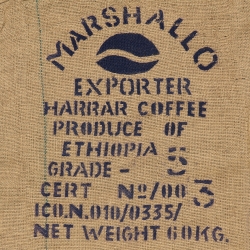 MARSHALLO
EXPORTER
HARRAR COFFEE
PRODUCE OF
ETHIOPIA
GRADE - 5
CERT Nº/00 3
ICO.N.010/0335/
NET WEIGHT 60KG.